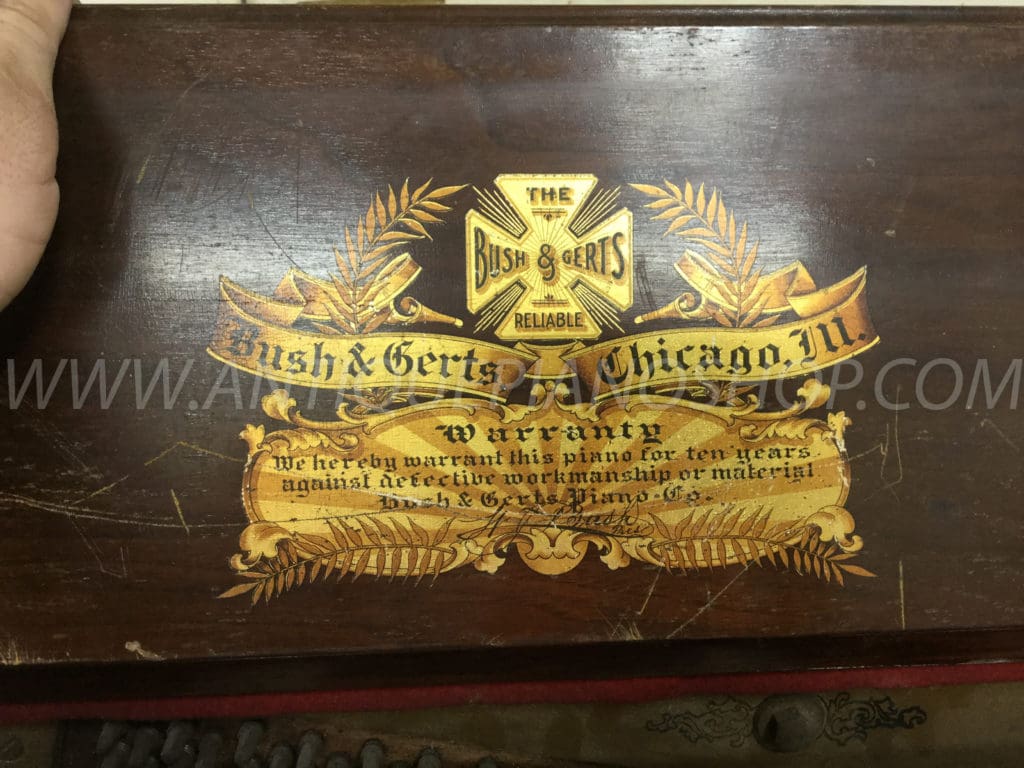 THE
BUSH & GERTS
RELIABLE
Bush & Gerts Chicago, Ill.
WWW.ANTIQUEPIANOSHOP.COM
Warranty
We hereby warrant this piano for ten years
against defective workmanship or material
Bush & Gerts Piano Co.